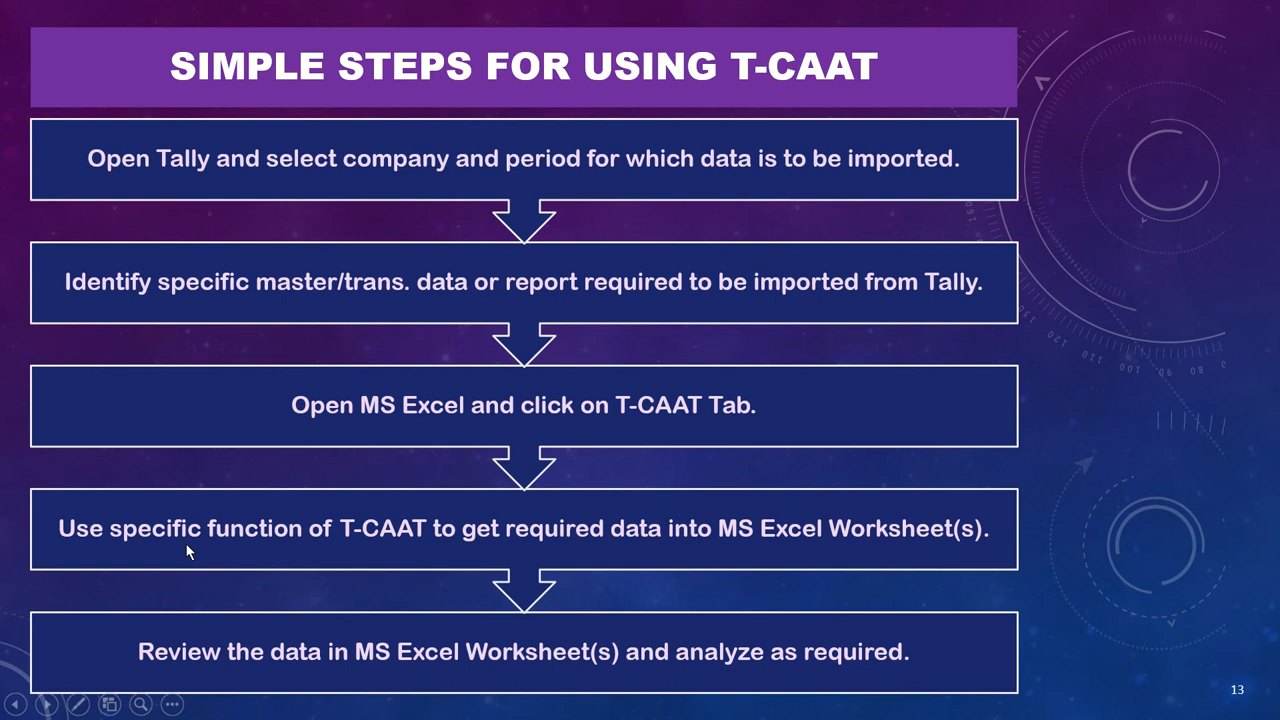 SIMPLE STEPS FOR USING T-CAAT
Open Tally and select company and period for which data is to be imported.
Identify specific master/trans. data or report required to be imported from Tally.
Open MS Excel and click on T-CAAT Tab.
Use specific function of T-CAAT to get required data into MS Excel Worksheet(s).
Review the data in MS Excel Worksheet(s) and analyze as required.
13